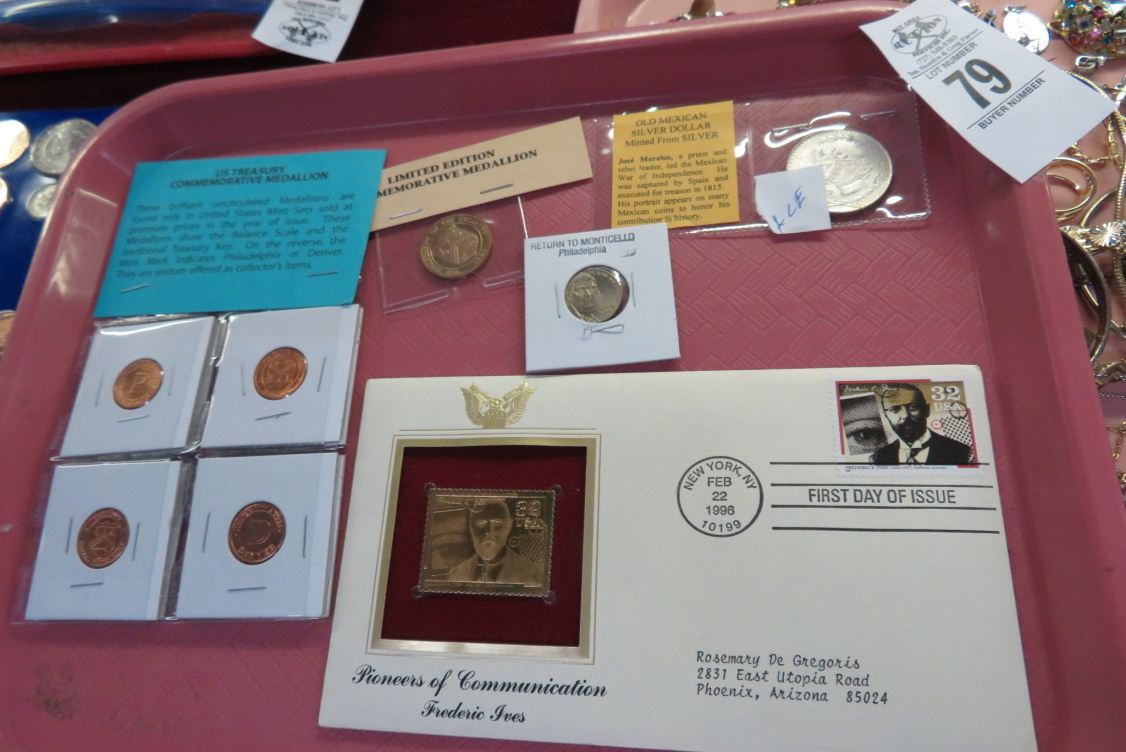 LOT NUMBER
79
BUYER NUMBER
US TREASURY
COMMEMORATIVE MEDALLION
These brilliant uncirculated Medallions are
found only in United States Mint Sets sold at
premium prices in the year of issue. These
Medallions show the Balance Scale and the
traditional Treasury Key. On the reverse, the
Mint Mark indicates Philadelphia or Denver.
They are seldom offered as collector's items.
LIMITED EDITION
MEMORATIVE MEDALLION
OLD MEXICAN
SILVER DOLLAR
Minted From SILVER
José Morelos, a priest and
rebel leader, led the Mexican
War of Independence. He
was captured by Spain and
executed for treason in 1815.
His portrait appears on many
Mexican coins to honor his
contribution in history.
RETURN TO MONTICELLO
Philadelphia
D
DENVER
32
USA
NEW YORK, NY
FEB
22
1996
10199
FIRST DAY OF ISSUE
32
Pioneers of Communication
Frederic Ives
Rosemary De Gregoris
2831 East Utopia Road
Phoenix, Arizona 85024